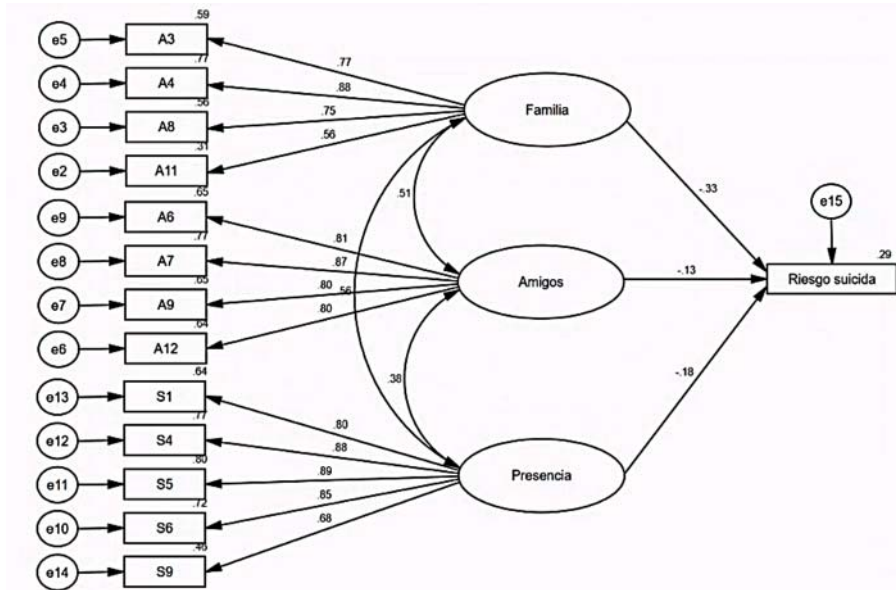 .59
e5 A3 .77
.77
e4 A4 .88
.56
e3 A8 .75
.31
e2 A11 .56
Familia
.65
e9 A6 .81
.77
e8 A7 .87
.65
e7 A9 .80
.64
e6 A12 .80
Amigos
.51
.56
.38
-.33
-.13
-.18
e15
.29
Riesgo suicida
.64
e13 S1 .80
.77
e12 S4 .88
.80
e11 S5 .89
.72
e10 S6 .85
.46
e14 S9 .68
Presencia